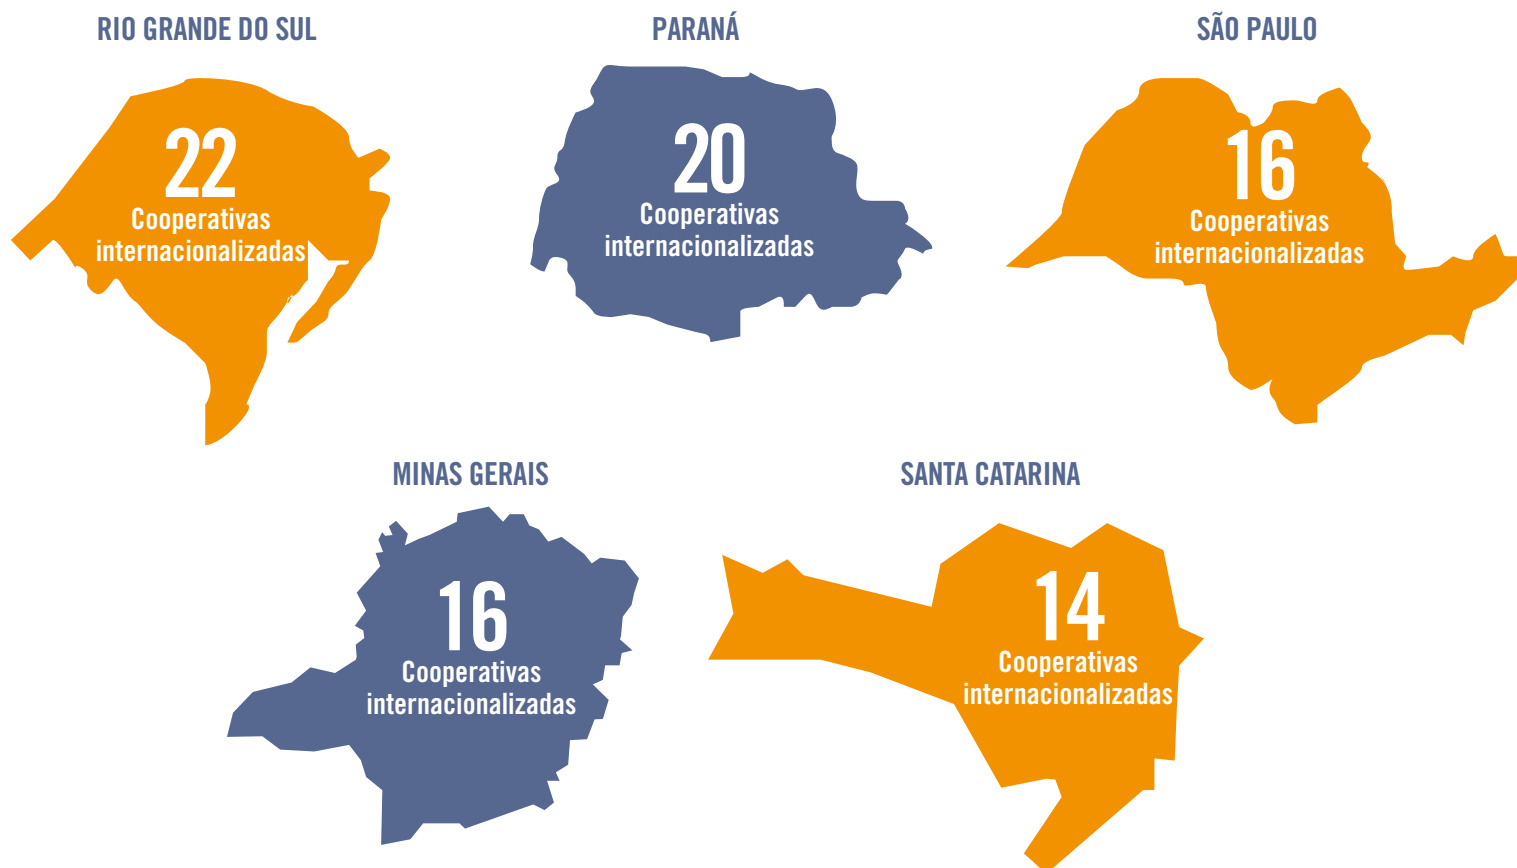 RIO GRANDE DO SUL
22
Cooperativas
internacionalizadas
PARANÁ
20
Cooperativas
internacionalizadas
SÃO PAULO
16
Cooperativas
internacionalizadas
MINAS GERAIS
16
Cooperativas
internacionalizadas
SANTA CATARINA
14
Cooperativas
internacionalizadas